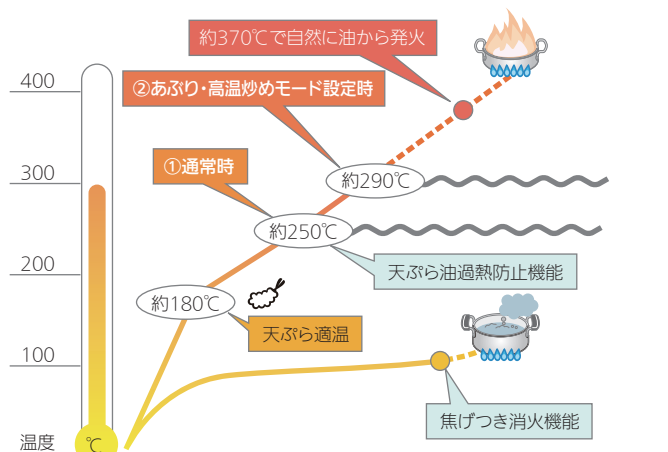 約370℃で自然に油から発火
400
②あぶり・高温炒めモード設定時
300
①通常時
約290℃
約250℃
200
天ぷら油過熱防止機能
約180℃
天ぷら適温
100
焦げつき消火機能
温度
℃